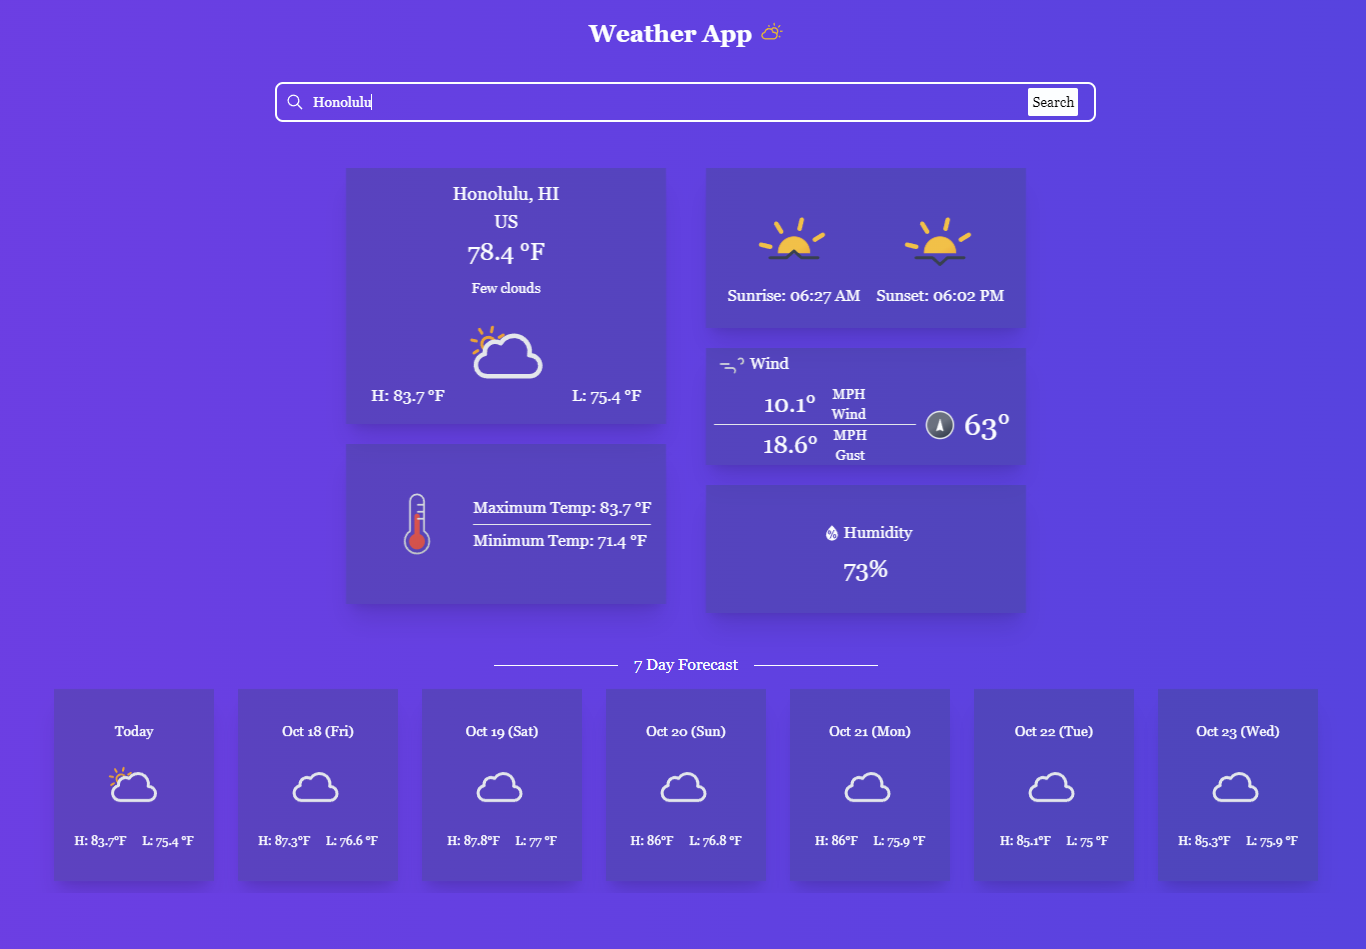 Weather App
Honolulu
Search
Honolulu, HI
US
78.4 °F
Few clouds
H: 83.7 °F
L: 75.4 °F
Maximum Temp: 83.7 °F
Minimum Temp: 71.4 °F
Sunrise: 06:27 AM
Sunset: 06:02 PM
Wind
10.1°
MPH
Wind
18.6°
MPH
Gust
63°
% Humidity
73%
7 Day Forecast
Today
H: 83.7°F
L: 75.4 °F
Oct 18 (Fri)
H: 87.3°F
L: 76.6 °F
Oct 19 (Sat)
H: 87.8°F
L: 77 °F
Oct 20 (Sun)
H: 86°F
L: 76.8 °F
Oct 21 (Mon)
H: 86°F
L: 75.9 °F
Oct 22 (Tue)
H: 85.1°F
L: 75 °F
Oct 23 (Wed)
H: 85.3°F
L: 75.9 °F